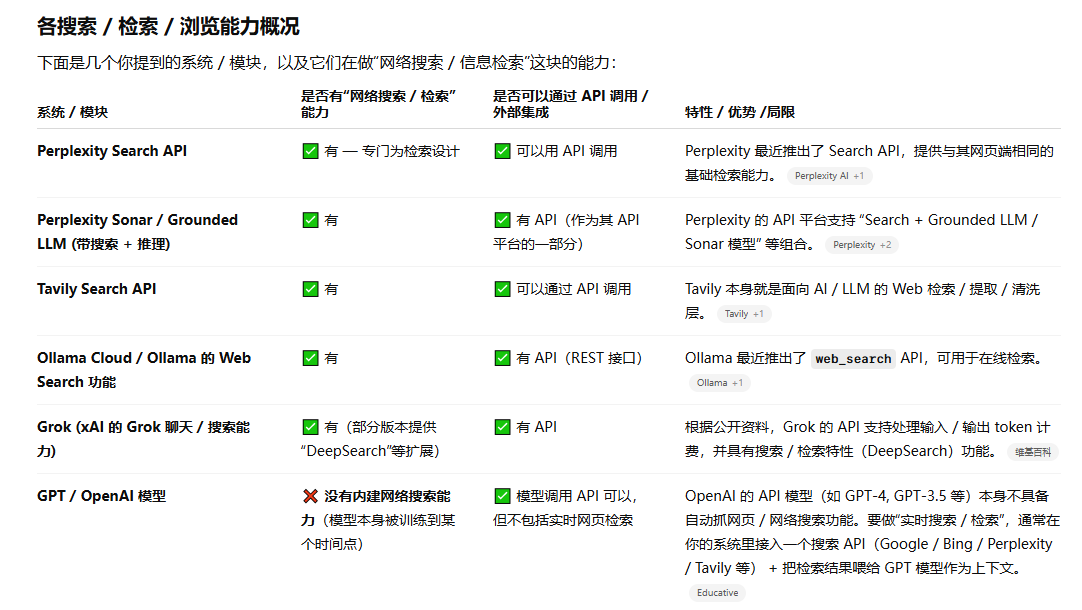 各搜索 / 检索 / 浏览能力概况
下面是几个你提到的系统 / 模块，以及它们在做“网络搜索 / 信息检索”这块的能力：
系统 / 模块
是否有“网络搜索 / 检索”
能力
是否可以通过 API 调用 /
外部集成
特性 / 优势 /局限
Perplexity Search API
✅ 有 — 专门为检索设计
✅ 可以用 API 调用
Perplexity 最近推出了 Search API，提供与其网页端相同的
基础检索能力。 Perplexity AI +1
Perplexity Sonar / Grounded
LLM (带搜索 + 推理)
✅ 有
✅ 有 API（作为其 API
平台的一部分）
Perplexity 的 API 平台支持 “Search + Grounded LLM /
Sonar 模型” 等组合。 Perplexity +2
Tavily Search API
✅ 有
✅ 可以通过 API 调用
Tavily 本身就是面向 AI / LLM 的 Web 检索 / 提取 / 清洗
层。 Tavily +1
Ollama Cloud / Ollama 的 Web
Search 功能
✅ 有
✅ 有 API（REST 接口）
Ollama 最近推出了 web_search API，可用于在线检索。
Ollama +1
Grok (xAI 的 Grok 聊天 / 搜索能
力)
✅ 有（部分版本提供
“DeepSearch”等扩展）
✅ 有 API
根据公开资料，Grok 的 API 支持处理输入 / 输出 token 计
费，并具有搜索 / 检索特性（DeepSearch）功能。 维基百科
GPT / OpenAI 模型
❌ 没有内建网络搜索能
力（模型本身被训练到某
个时间点）
✅ 模型调用 API 可以，
但不包括实时网页检索
OpenAI 的 API 模型（如 GPT-4, GPT-3.5 等）本身不具备
自动抓网页 / 网络搜索功能。要做“实时搜索 / 检索”，通常在
你的系统里接入一个搜索 API（Google / Bing / Perplexity
/ Tavily 等） + 把检索结果喂给 GPT 模型作为上下文。
Educative